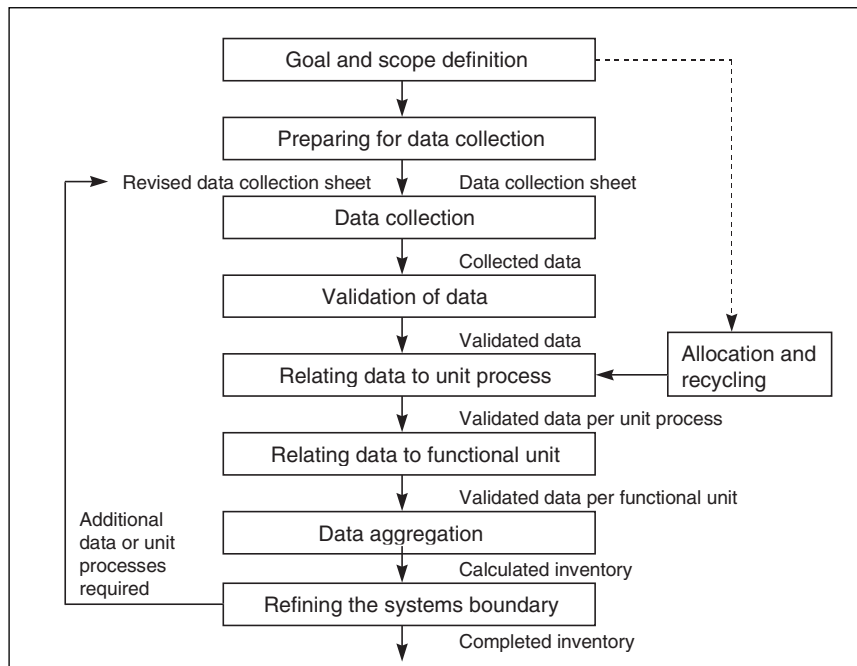 Goal and scope definition
Preparing for data collection
Revised data collection sheet
Data collection sheet
Data collection
Collected data
Validation of data
Validated data
Allocation and
recycling
Relating data to unit process
Validated data per unit process
Relating data to functional unit
Validated data per functional unit
Additional
data or unit
processes
required
Data aggregation
Calculated inventory
Refining the systems boundary
Completed inventory